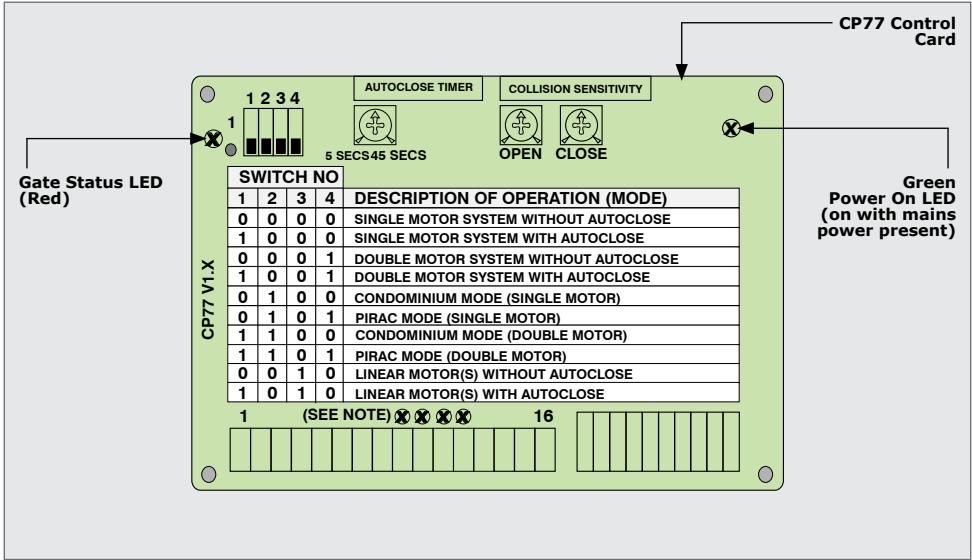 CP77 Control
Card
AUTOCLOSE TIMER
COLLISION SENSITIVITY
1 2 3 4
1
5 SECS45 SECS
OPEN CLOSE
Gate Status LED
(Red)
Green
Power On LED
(on with mains
power present)
SWITCH NO
1 2 3 4 DESCRIPTION OF OPERATION (MODE)
0 0 0 0 SINGLE MOTOR SYSTEM WITHOUT AUTOCLOSE
1 0 0 0 SINGLE MOTOR SYSTEM WITH AUTOCLOSE
0 0 0 1 DOUBLE MOTOR SYSTEM WITHOUT AUTOCLOSE
1 0 0 1 DOUBLE MOTOR SYSTEM WITH AUTOCLOSE
0 1 0 0 CONDOMINIUM MODE (SINGLE MOTOR)
0 1 0 1 PIRAC MODE (SINGLE MOTOR)
1 1 0 0 CONDOMINIUM MODE (DOUBLE MOTOR)
1 1 0 1 PIRAC MODE (DOUBLE MOTOR)
0 0 1 0 LINEAR MOTOR(S) WITHOUT AUTOCLOSE
1 0 1 0 LINEAR MOTOR(S) WITH AUTOCLOSE
CP77 V1.X
1 (SEE NOTE) 16